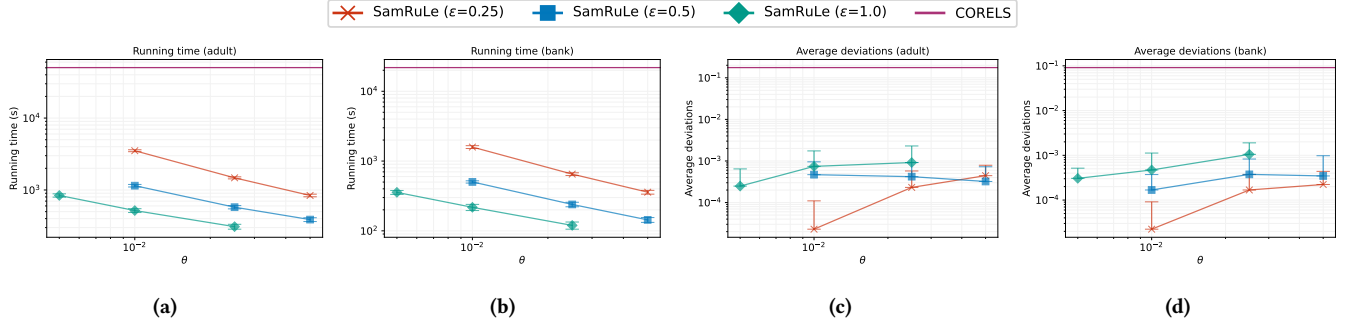 SamRuLe (ε=0.25) SamRuLe (ε=0.5) SamRuLe (ε=1.0) CORELS
Running time (adult)
Running time (s)
10⁴
10³
10⁻²
θ
(a)
Running time (bank)
Running time (s)
10⁴
10³
10²
10⁻²
θ
(b)
Average deviations (adult)
Average deviations
10⁻¹
10⁻²
10⁻³
10⁻⁴
10⁻²
θ
(c)
Average deviations (bank)
Average deviations
10⁻¹
10⁻²
10⁻³
10⁻⁴
10⁻²
θ
(d)